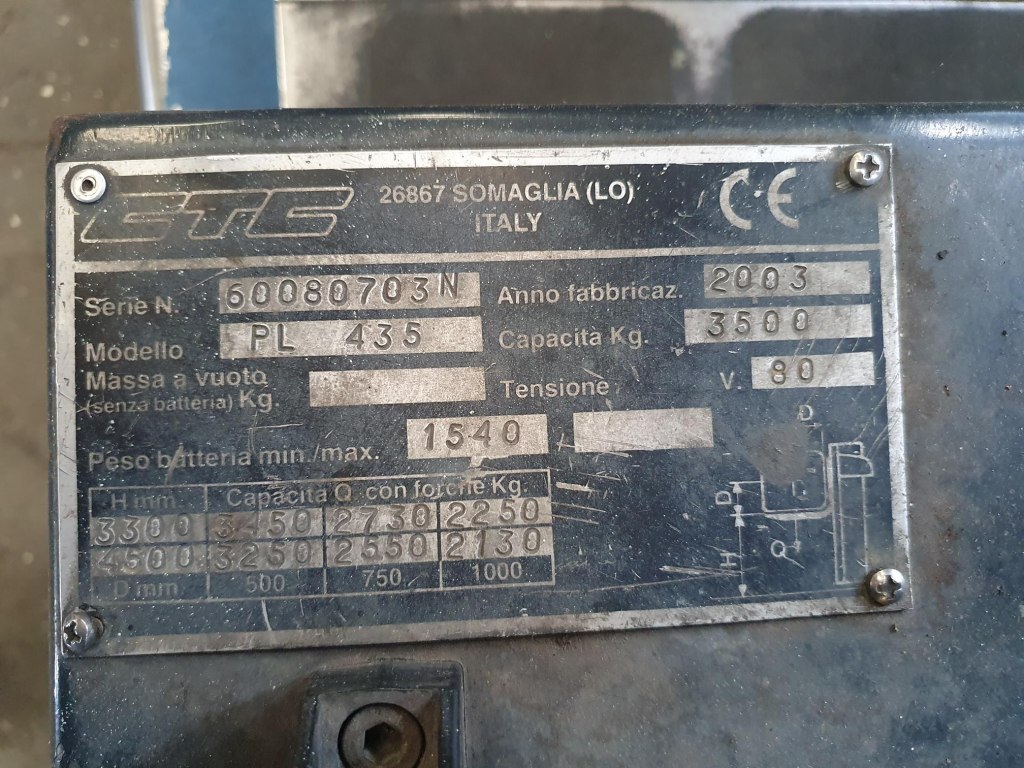 CTC
26867 SOMAGLIA (LO)
ITALY
CE
Serie N. 60080703N
Anno fabbricaz. 2003
Modello PL 435
Capacità Kg. 3500
Massa a vuoto
(senza batteria) Kg.
Tensione V. 80
Peso batteria min./max. 1540
H mm. Capacità Q con forche Kg.
3300 3450 2730 2250
4500 3250 2550 2130
D mm. 500 750 1000
D
D
H
Q